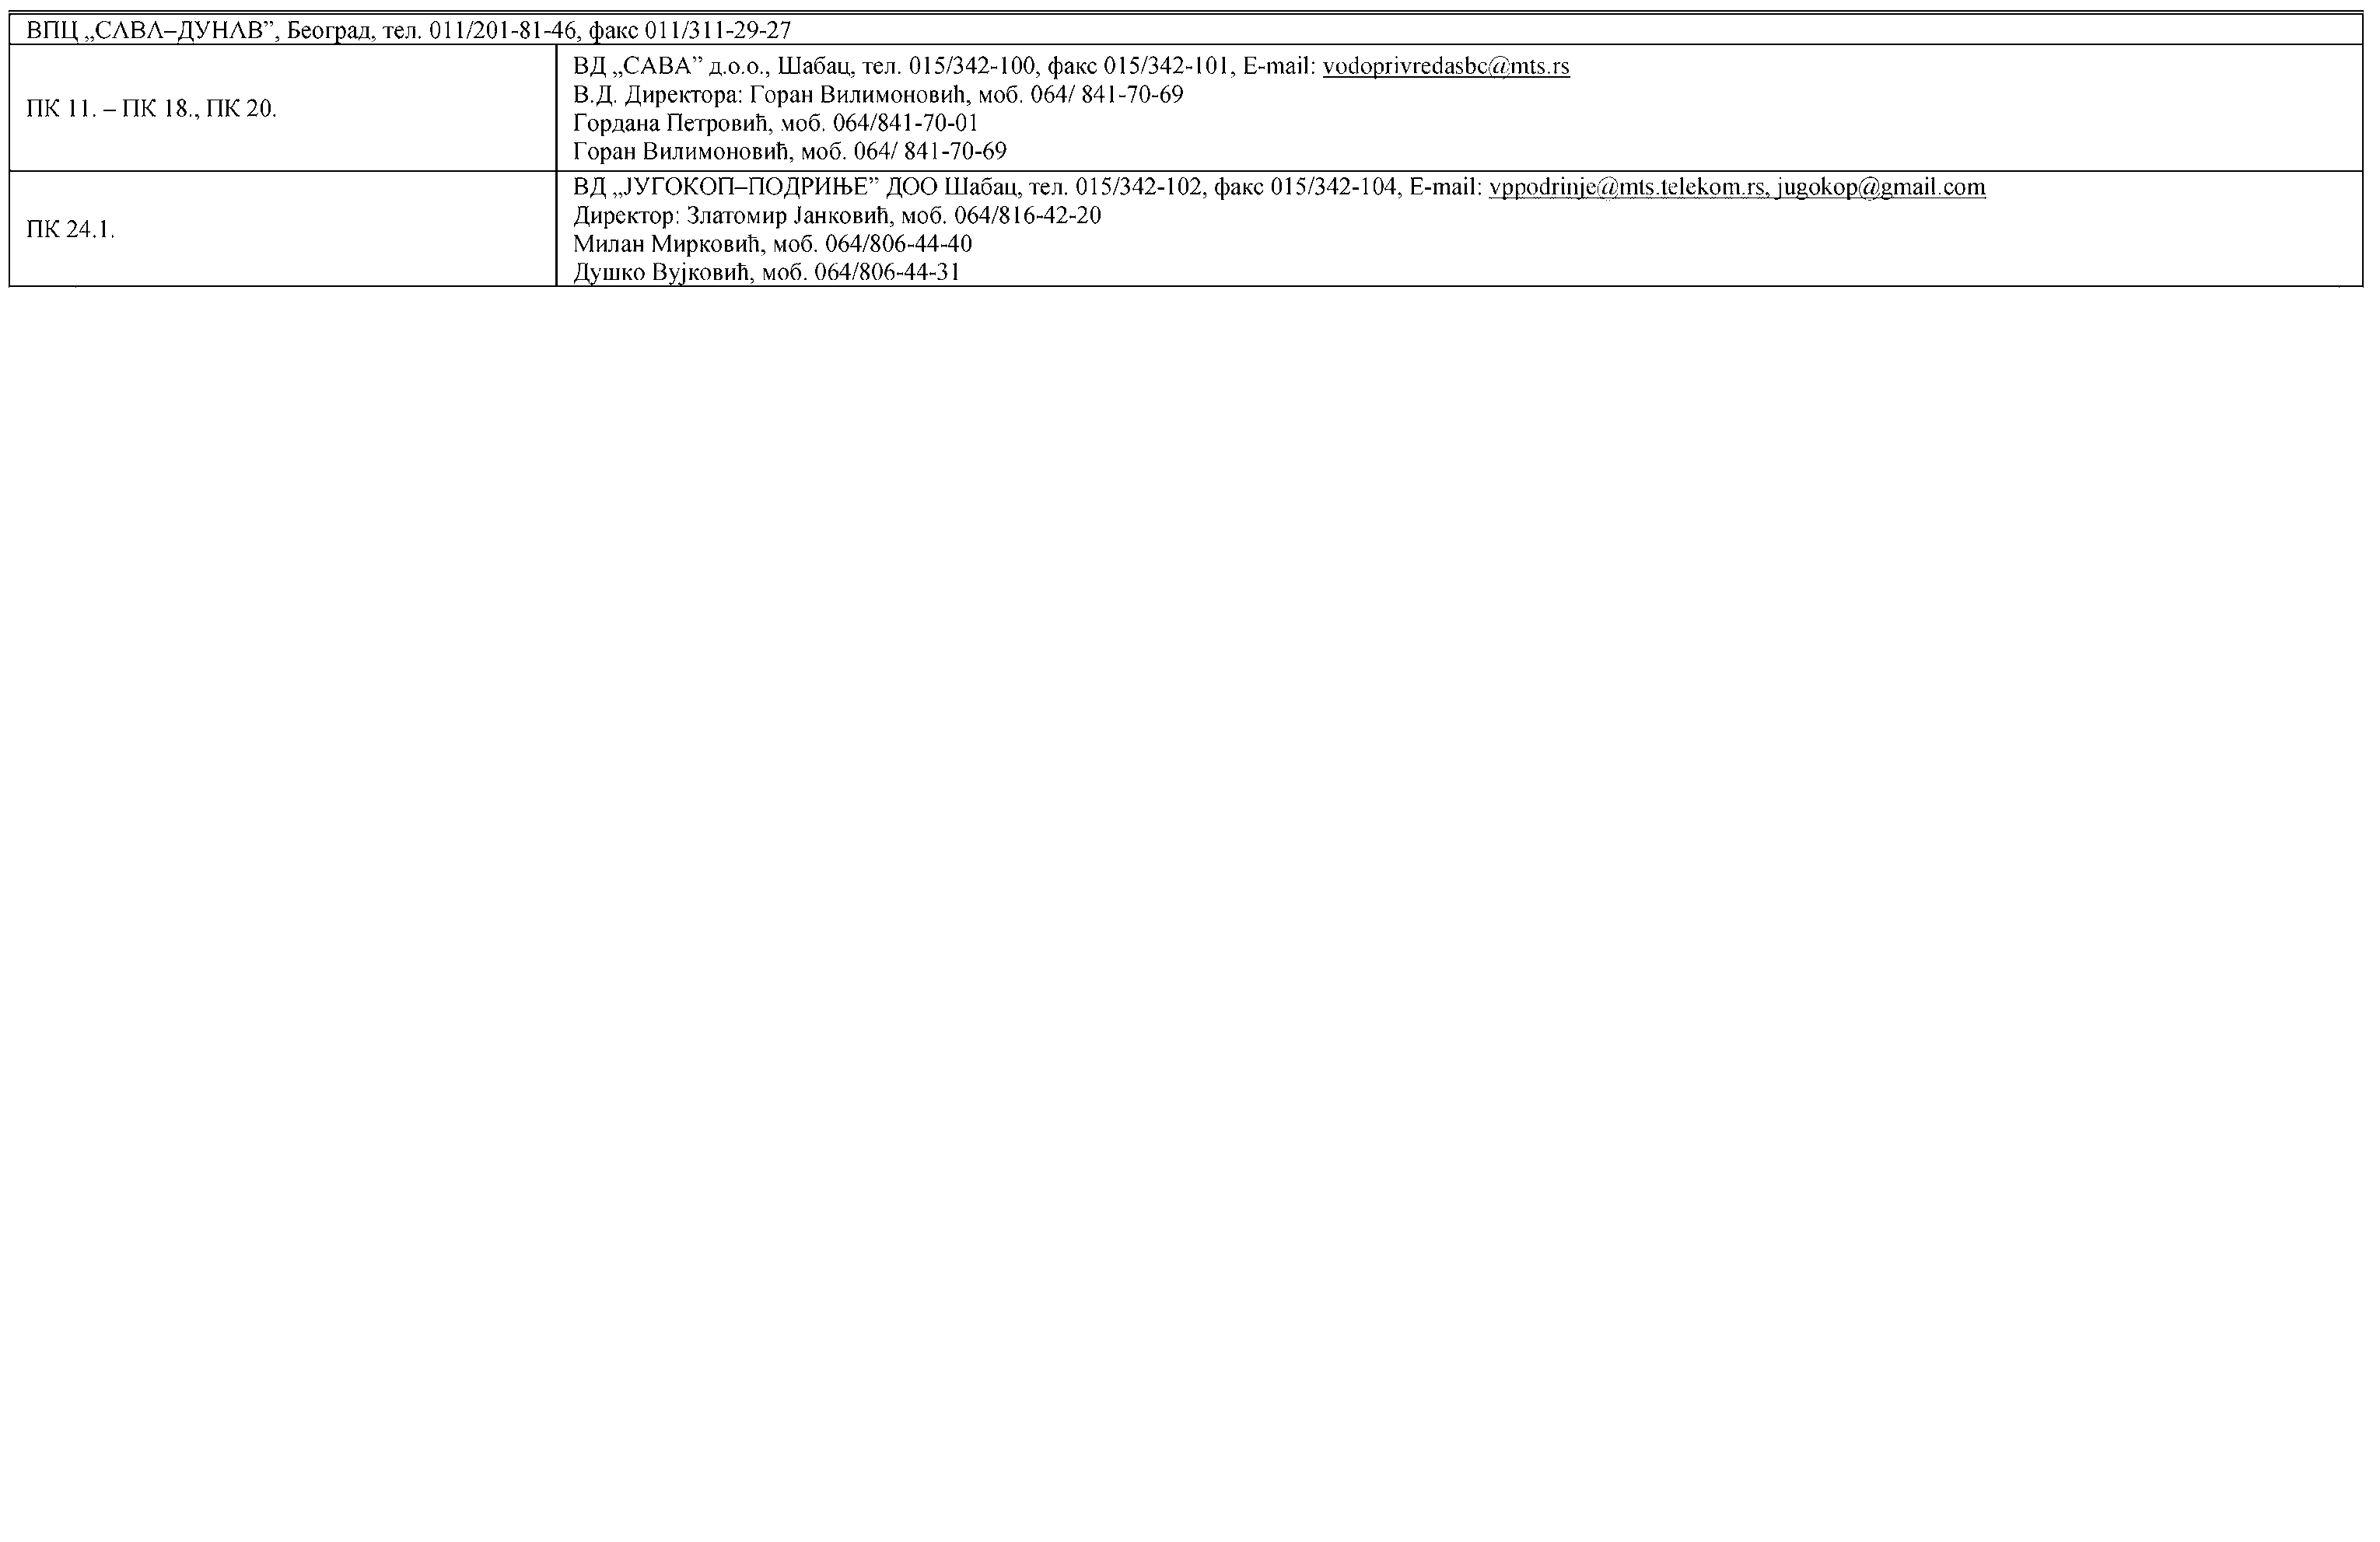 ВПЦ „САВА–ДУНАВ”, Београд, тел. 011/201-81-46, факс 011/311-29-27
ПК 11. – ПК 18., ПК 20.
ВД „САВА” д.о.о., Шабац, тел. 015/342-100, факс 015/342-101, E-mail: vodoprivredasbc@mts.rs
В.Д. Директора: Горан Вилимоновић, моб. 064/ 841-70-69
Гордана Петровић, моб. 064/841-70-01
Горан Вилимоновић, моб. 064/ 841-70-69
ПК 24.1.
ВД „ЈУГОКОП–ПОДРИЊЕ” ДОО Шабац, тел. 015/342-102, факс 015/342-104, E-mail: vppodrinje@mts.telekom.rs, jugokop@gmail.com
Директор: Златомир Јанковић, моб. 064/816-42-20
Милан Мирковић, моб. 064/806-44-40
Душко Вујковић, моб. 064/806-44-31